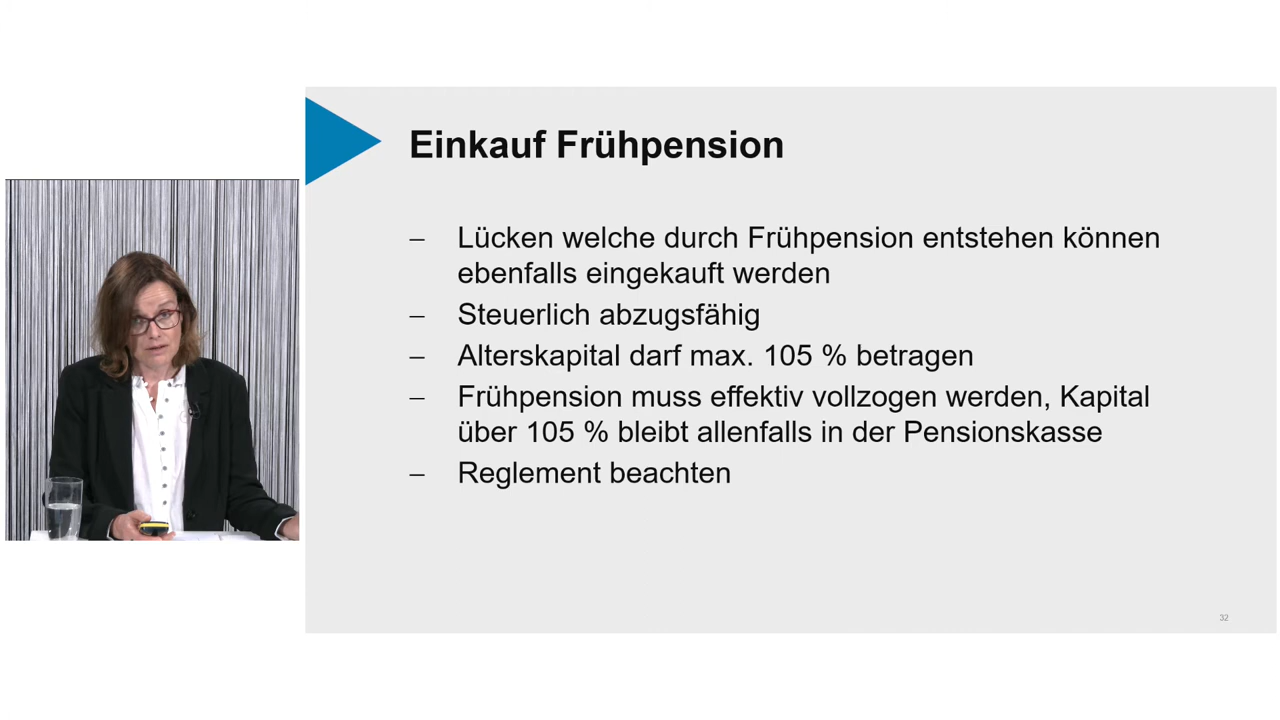 Einkauf Frühpension
– Lücken welche durch Frühpension entstehen können
ebenfalls eingekauft werden
– Steuerlich abzugsfähig
– Alterskapital darf max. 105 % betragen
– Frühpension muss effektiv vollzogen werden, Kapital
über 105 % bleibt allenfalls in der Pensionskasse
– Reglement beachten
32